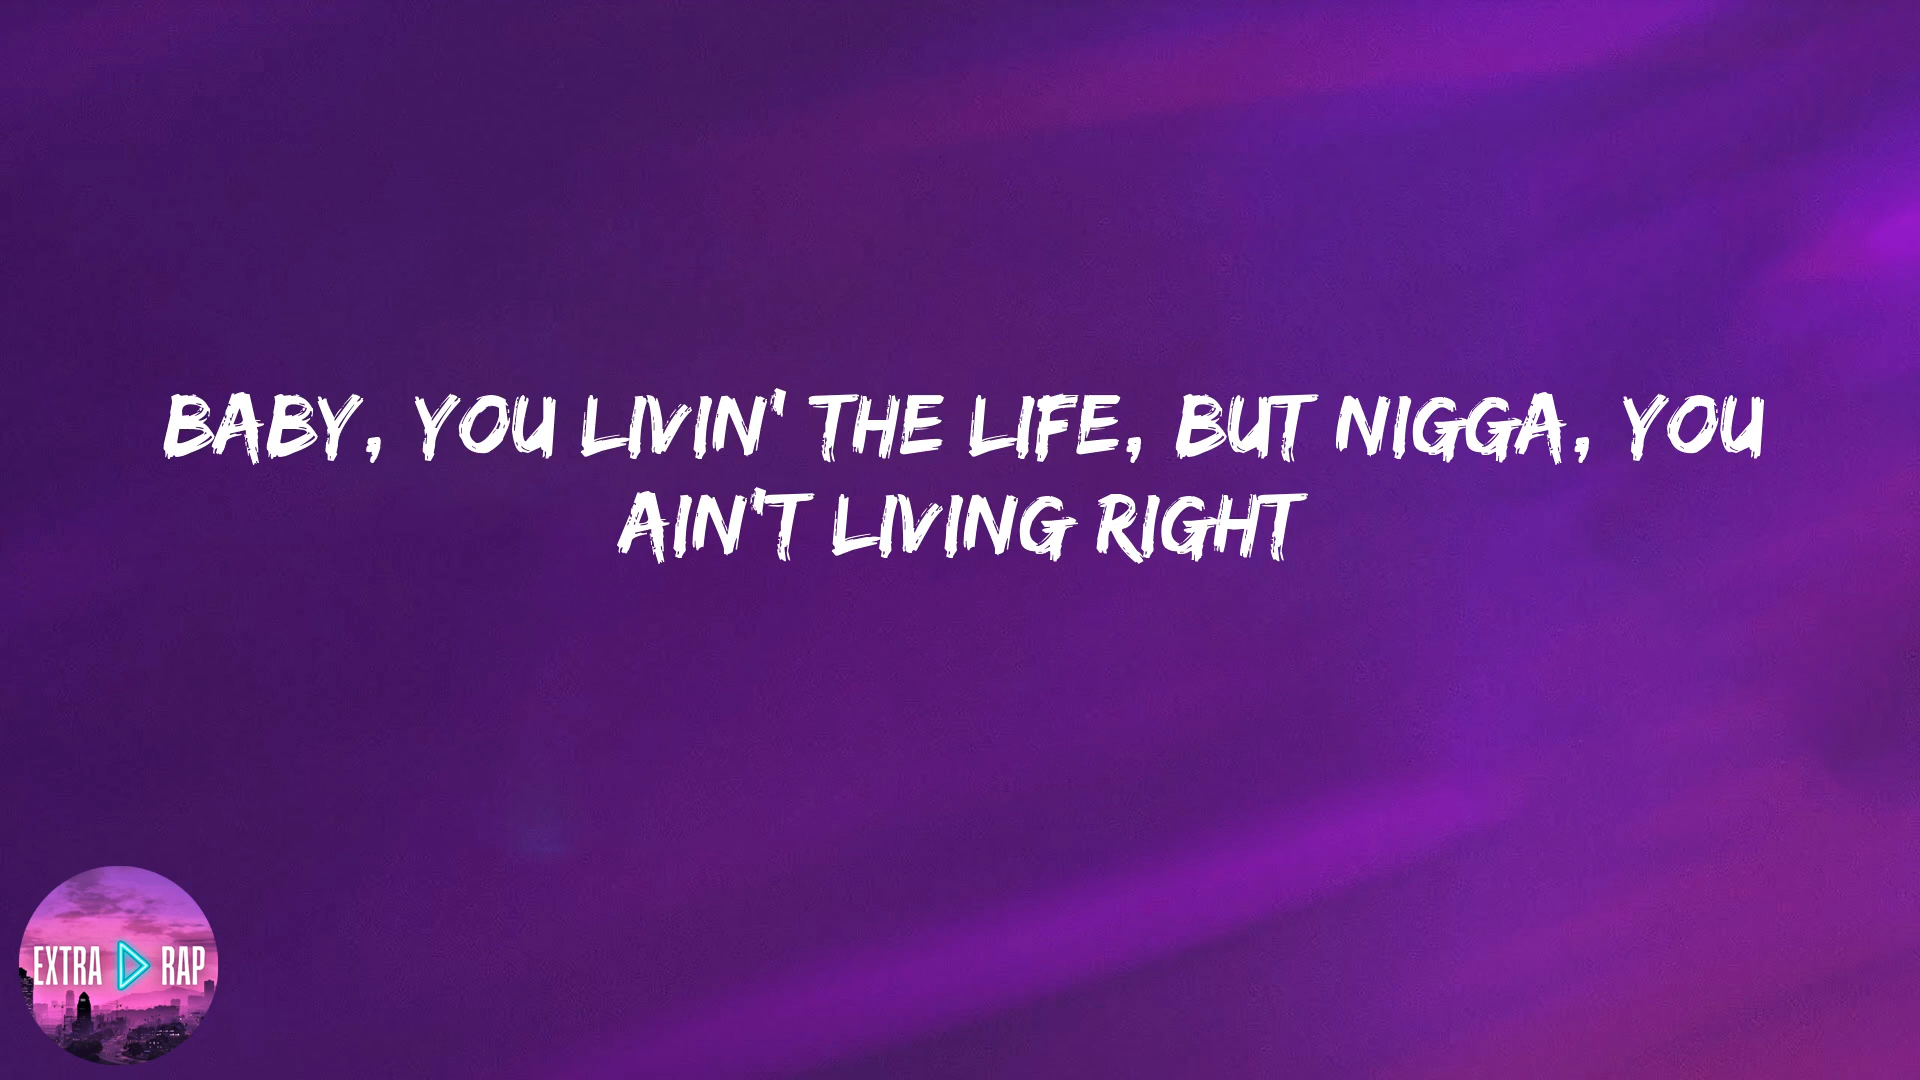 BABY, YOU LIVIN' THE LIFE, BUT NIGGA, YOU
AIN'T LIVING RIGHT
EXTRA RAP